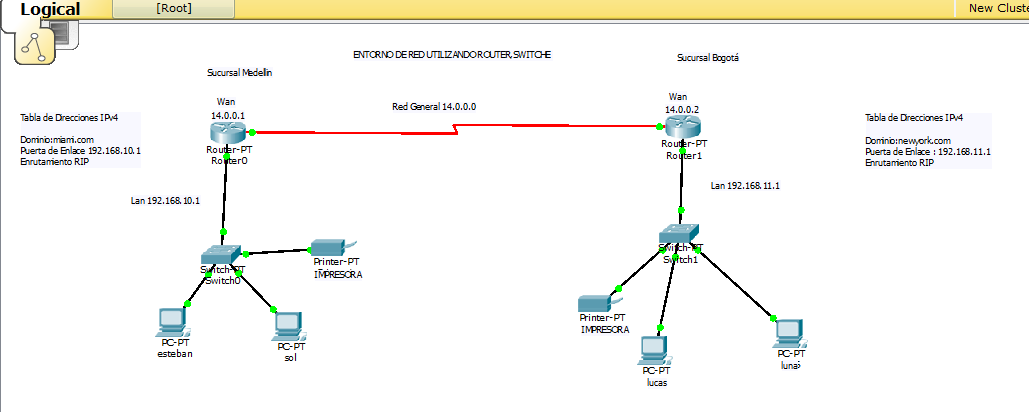 Logical
[Root]
New Cluste
ENTORNO DE RED UTILIZANDO ROUTER,SWITCHE
Sucursal Medellin
Sucursal Bogotá
Wan
14.0.0.1
Red General 14.0.0.0
Wan
14.0.0.2
Tabla de Direcciones IPv4
Dominio:miami.com
Puerta de Enlace 192.168.10.1
Enrutamiento RIP
Router-PT
Router0
Router-PT
Router1
Tabla de Direcciones IPv4
Dominio:newyork.com
Puerta de Enlace : 192.168.11.1
Enrutamiento RIP
Lan 192.168.10.1
Lan 192.168.11.1
Switch-PT
Switch0
Printer-PT
IMPRESORA
Switch-PT
Switch1
Printer-PT
IMPRESORA
PC-PT
esteban
PC-PT
sol
PC-PT
lucas
PC-PT